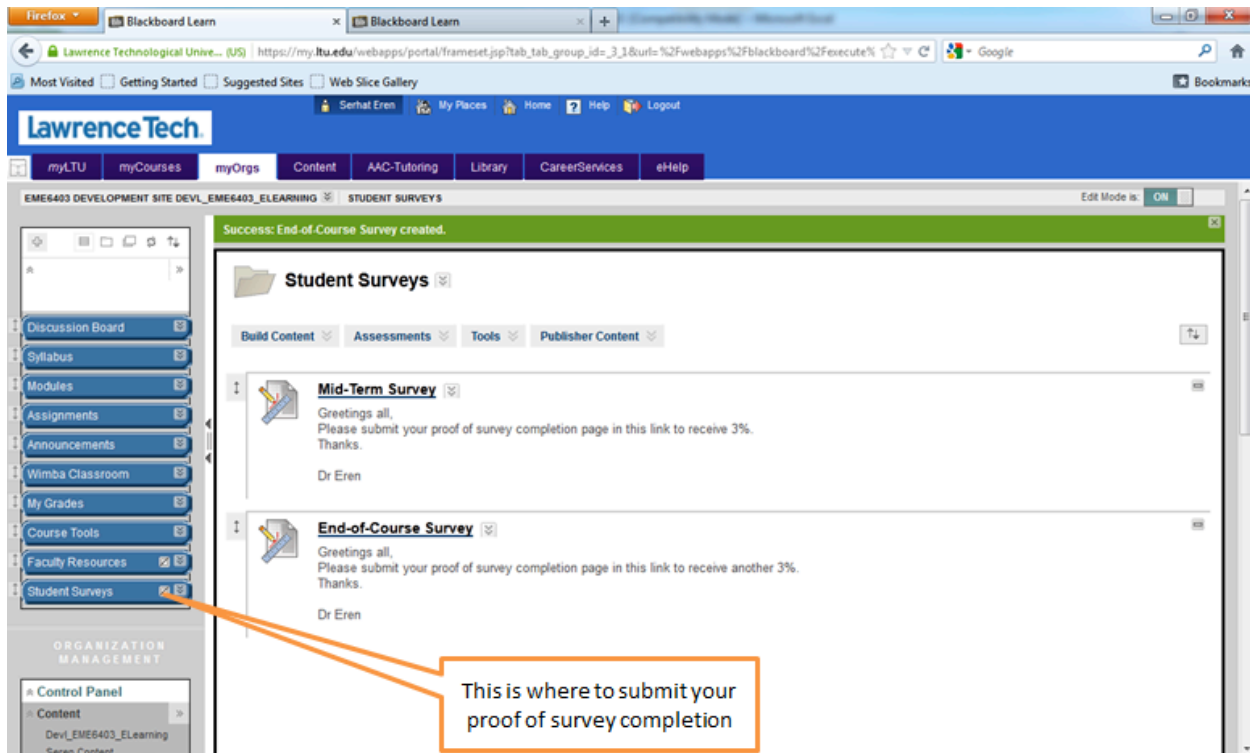 Firefox
Blackboard Learn × Blackboard Learn × +
Lawrence Technological Unive... (US) https://my.ltu.edu/webapps/portal/frameset.jsp?tab_tab_group_id=_3_1&url=%2Fwebapps%2Fblackboard%2Fexecute% Google
Most Visited Getting Started Suggested Sites Web Slice Gallery Bookmarks
Serhat Eren My Places Home ? Help Logout
Lawrence Tech.
myLTU myCourses myOrgs Content AAC-Tutoring Library CareerServices eHelp
EME6403 DEVELOPMENT SITE DEVL_EME6403_ELEARNING STUDENT SURVEYS Edit Mode is: ON
Success: End-of-Course Survey created.
Student Surveys
Build Content Assessments Tools Publisher Content
Discussion Board
Syllabus
Modules
Assignments
Announcements
Wimba Classroom
My Grades
Course Tools
Faculty Resources
Student Surveys
Mid-Term Survey
Greetings all,
Please submit your proof of survey completion page in this link to receive 3%.
Thanks.
Dr Eren
End-of-Course Survey
Greetings all,
Please submit your proof of survey completion page in this link to receive another 3%.
Thanks.
Dr Eren
ORGANIZATION
MANAGEMENT
Control Panel
Content
Devl_EME6403_ELearning
Seren Content
This is where to submit your
proof of survey completion